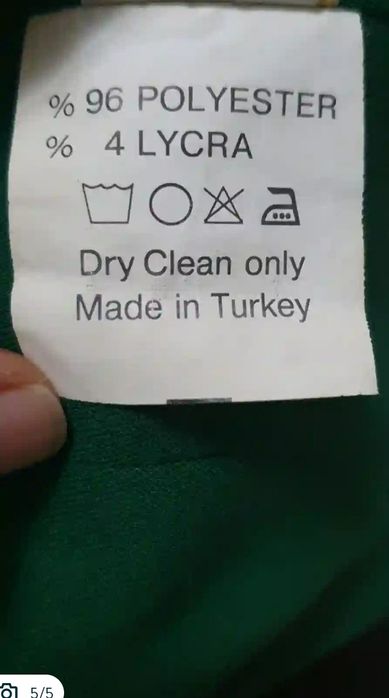 % 96 POLYESTER
% 4 LYCRA
Dry Clean only
Made in Turkey
5/5